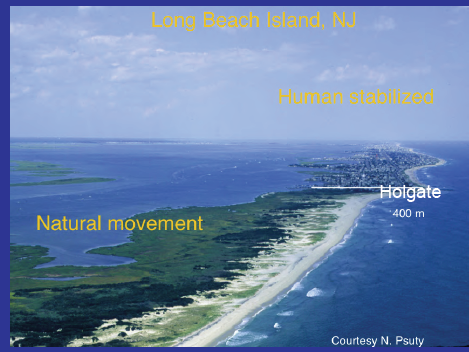 Long Beach Island, NJ
Human stabilized
Holgate
400 m
Natural movement
Courtesy N. Psuty